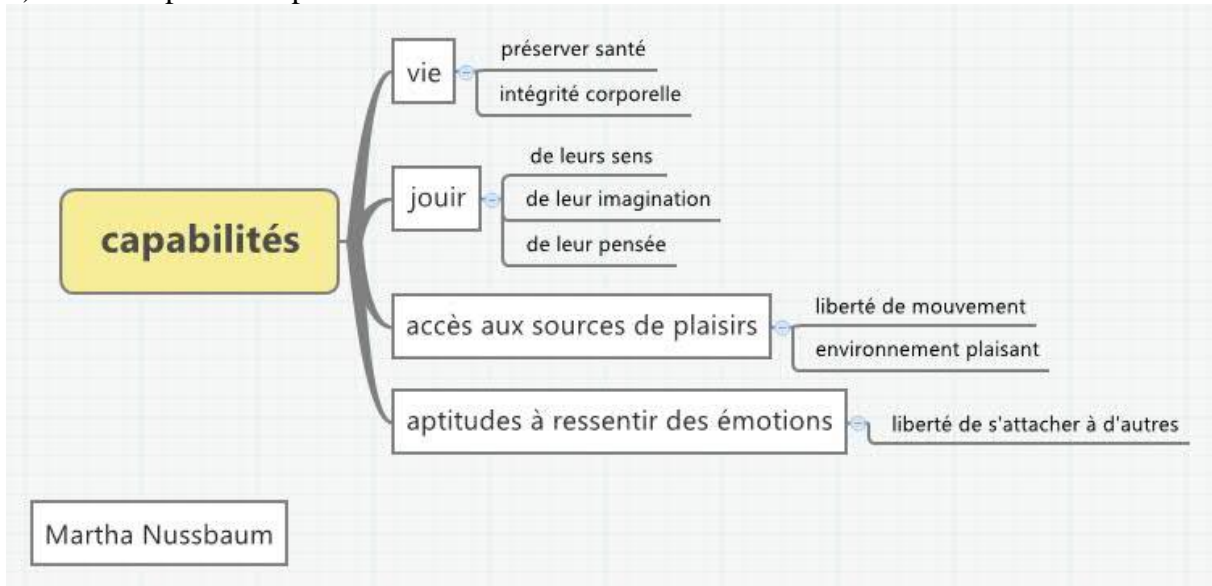 capabilités
vie
préserver santé
intégrité corporelle
jouir
de leurs sens
de leur imagination
de leur pensée
accès aux sources de plaisirs
liberté de mouvement
environnement plaisant
aptitudes à ressentir des émotions
liberté de s'attacher à d'autres
Martha Nussbaum